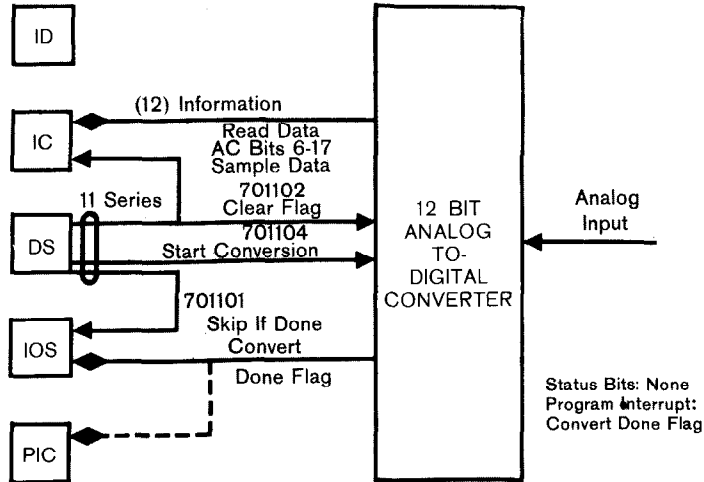 ID
(12) Information
IC
Read Data
AC Bits 6-17
Sample Data
11 Series
701102
Clear Flag
DS
701104
Start Conversion
12 BIT
ANALOG
TO-
DIGITAL
CONVERTER
Analog
Input
701101
IOS
Skip If Done
Convert
Done Flag
PIC
Status Bits: None
Program Interrupt:
Convert Done Flag